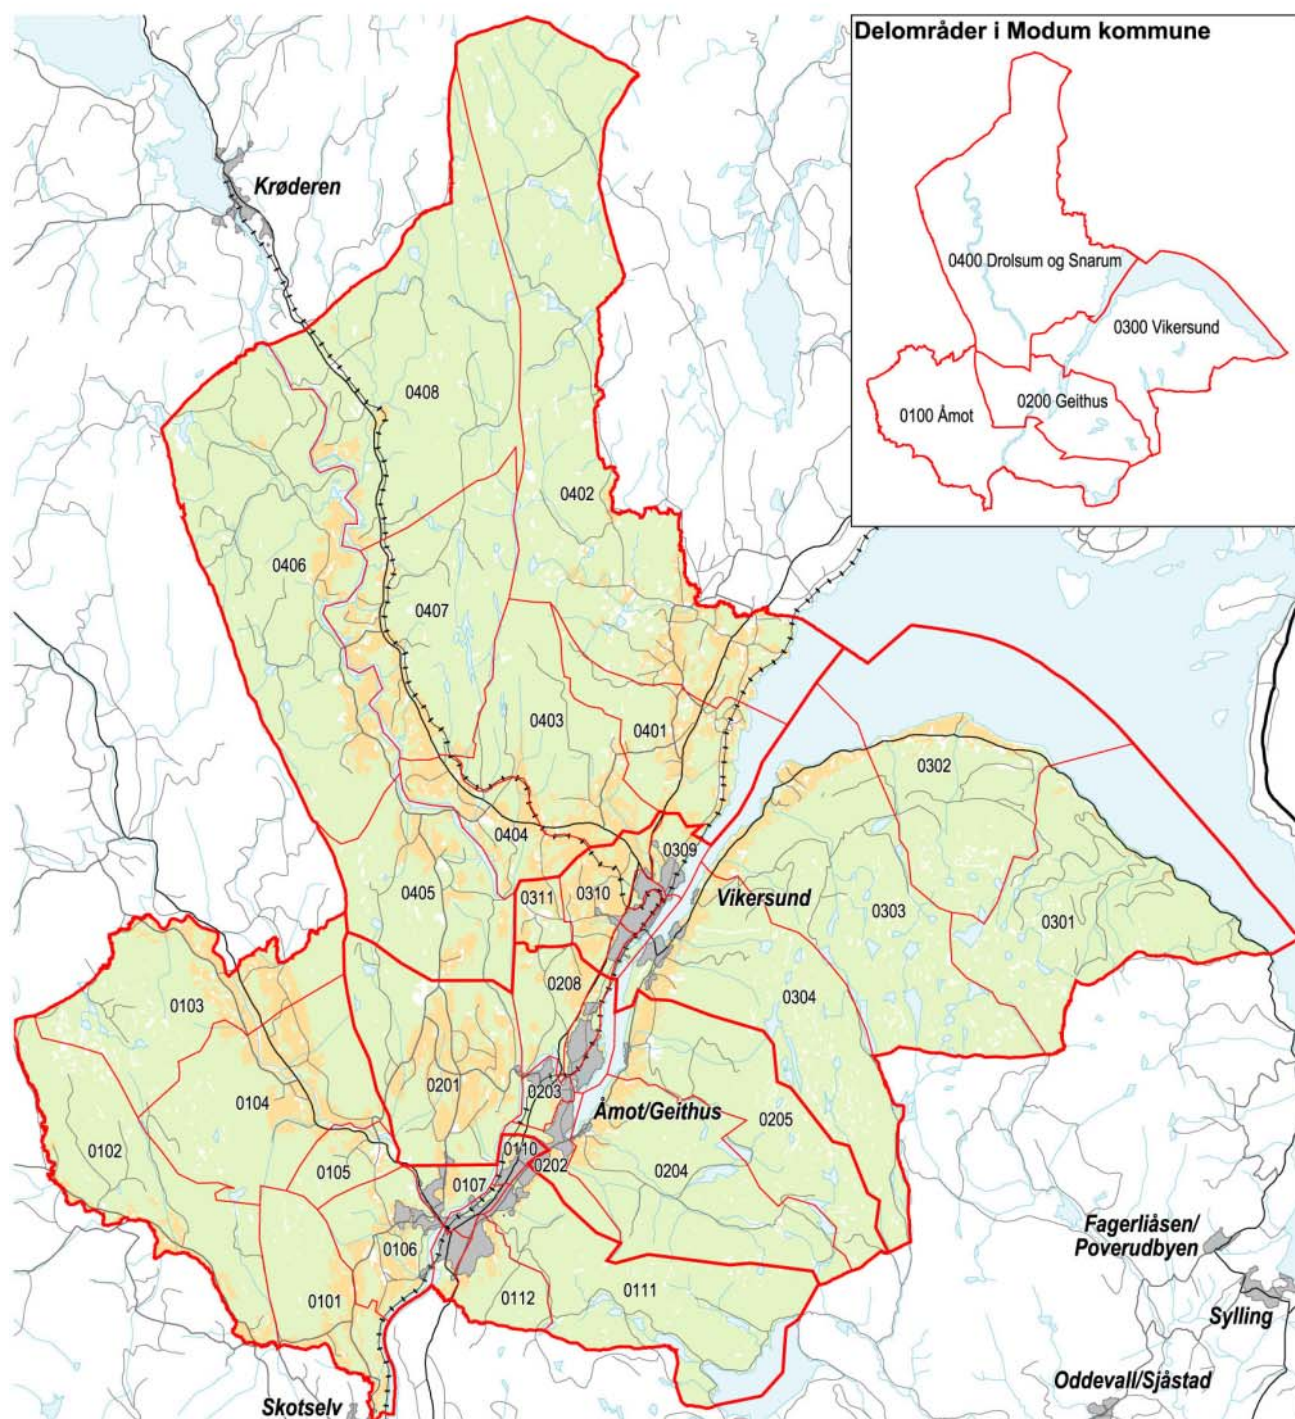 Delområder i Modum kommune
0400 Drolsum og Snarum
0300 Vikersund
0200 Geithus
0100 Åmot
Krøderen
0408
0402
0406
0407
0403
0401
0302
0404
0309
0311
0310
Vikersund
0405
0303
0301
0208
0304
0103
0201
0203
Åmot/Geithus
0205
0104
0102
0105
0110
0202
0204
0107
0106
Fagerliåsen/
Poverudbyen
0101
0112
0111
Sylling
Skotselv
Oddevall/Sjåstad